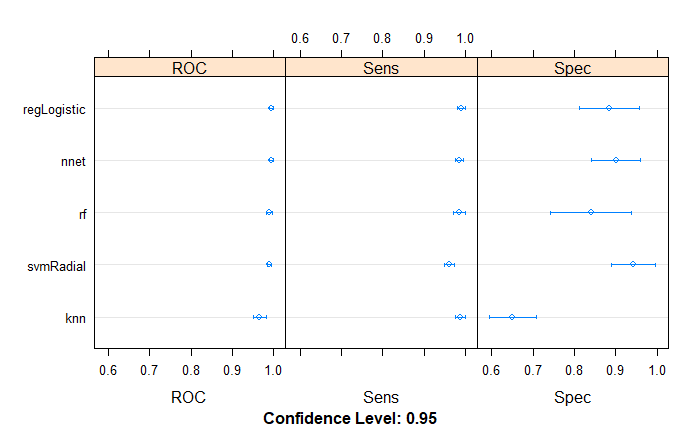 0.6 0.7 0.8 0.9 1.0
ROC Sens Spec
regLogistic
nnet
rf
svmRadial
knn
0.6 0.7 0.8 0.9 1.0 0.6 0.7 0.8 0.9 1.0
ROC Sens Spec
Confidence Level: 0.95